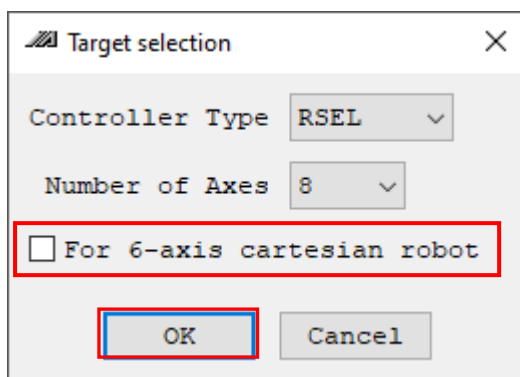 Target selection
Controller Type RSEL
Number of Axes 8
For 6-axis cartesian robot
OK Cancel